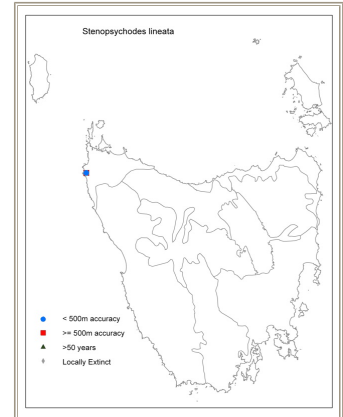 Stenopsychodes lineata
< 500m accuracy
>= 500m accuracy
>50 years
Locally Extinct